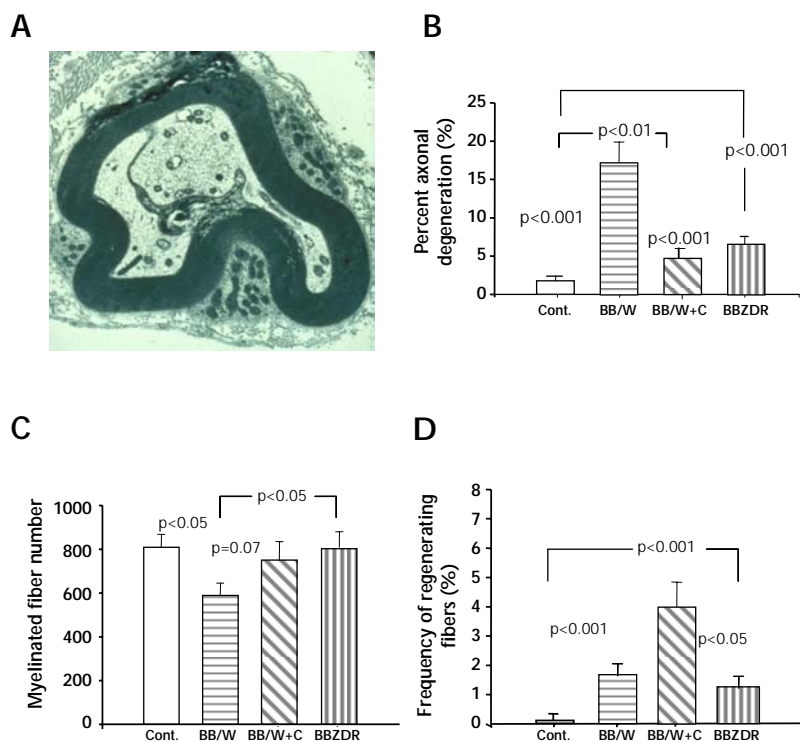 A
B
Percent axonal
degeneration (%)
25
20
15
10
5
0
p<0.01
p<0.001
p<0.001
p<0.001
Cont.
BB/W
BB/W+C
BBZDR
C
Myelinated fiber number
1000
800
600
400
200
0
p<0.05
p<0.05
p=0.07
Cont.
BB/W
BB/W+C
BBZDR
D
Frequency of regenerating
fibers (%)
8
7
6
5
4
3
2
1
0
p<0.001
p<0.001
p<0.05
Cont.
BB/W
BB/W+C
BBZDR